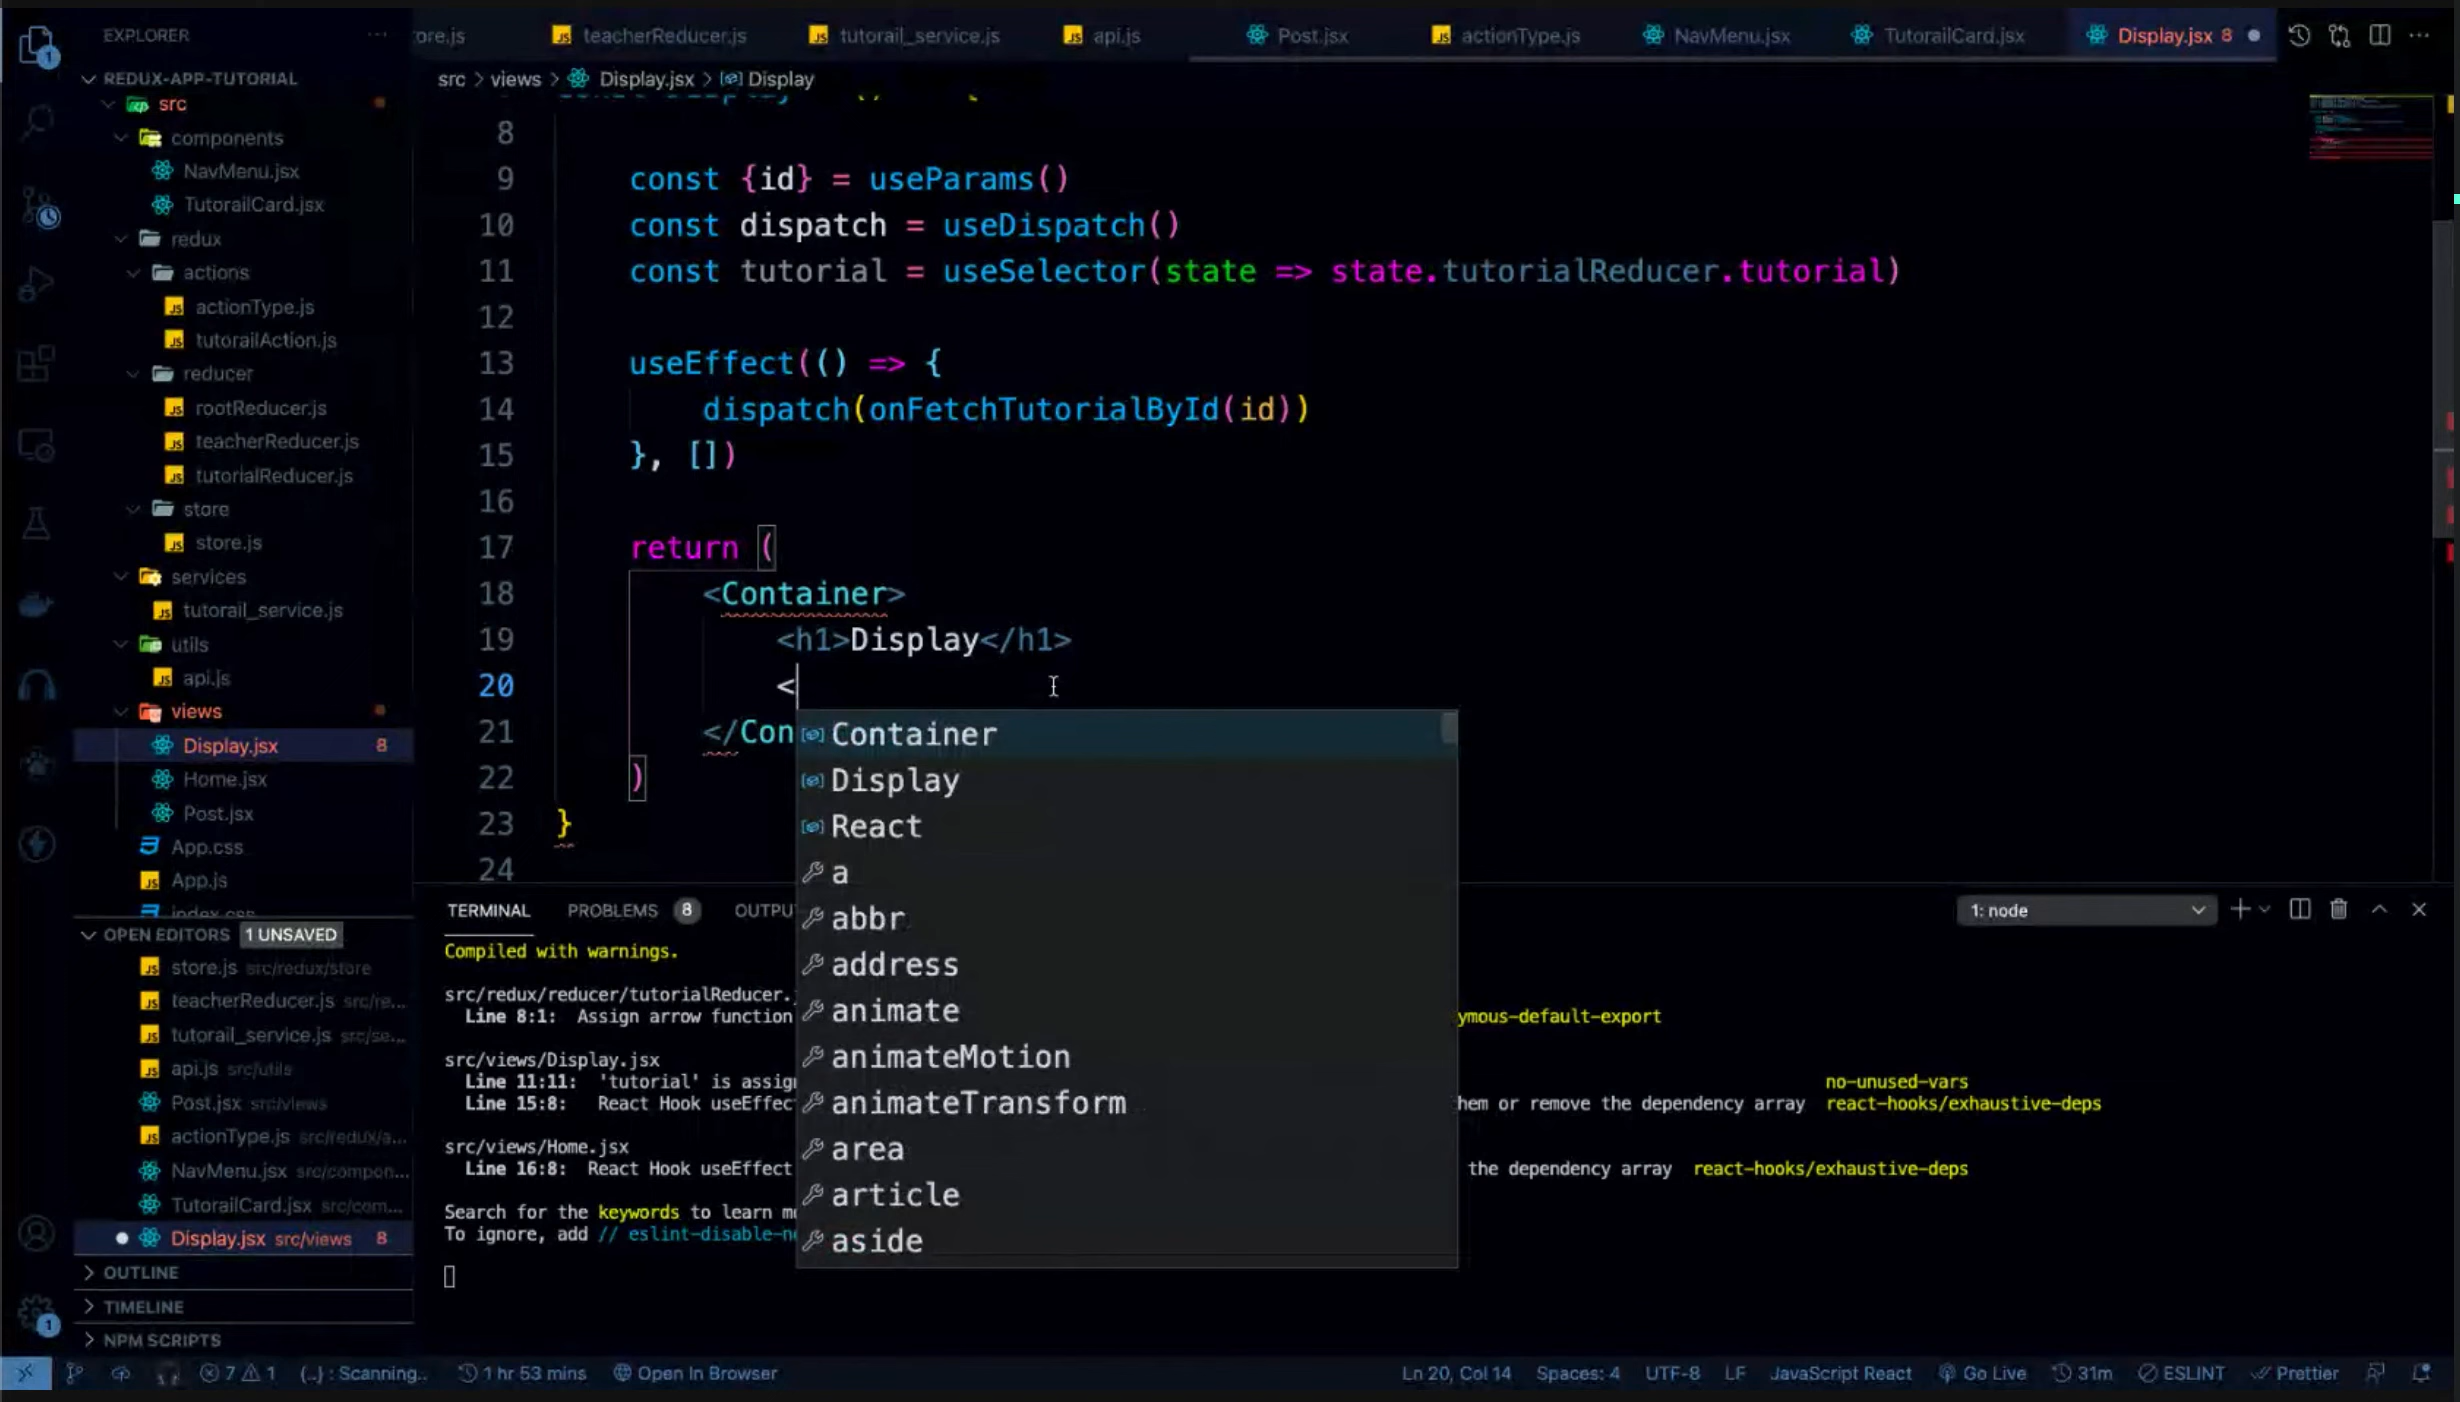 EXPLORER
ore.js
teacherReducer.js
tutorail_service.js
api.js
Post.jsx
actionType.js
NavMenu.jsx
TutorailCard.jsx
Display.jsx 8
REDUX-APP-TUTORIAL
src > views > Display.jsx > Display
src
components
NavMenu.jsx
TutorailCard.jsx
redux
actions
actionType.js
tutorailAction.js
reducer
rootReducer.js
teacherReducer.js
tutorialReducer.js
store
store.js
services
tutorail_service.js
utils
api.js
views
Display.jsx 8
Home.jsx
Post.jsx
App.css
App.js
index.css
8
9 const {id} = useParams()
10 const dispatch = useDispatch()
11 const tutorial = useSelector(state => state.tutorialReducer.tutorial)
12
13 useEffect(() => {
14 dispatch(onFetchTutorialById(id))
15 }, [])
16
17 return (
18 <Container>
19 <h1>Display</h1>
20 <
21 </Con
22 )
23 }
24
Container
Display
React
a
abbr
address
animate
animateMotion
animateTransform
area
article
aside
OPEN EDITORS 1 UNSAVED
store.js src/redux/store
teacherReducer.js src/re...
tutorail_service.js src/se...
api.js src/utils
Post.jsx src/views
actionType.js src/redux/a...
NavMenu.jsx src/compon...
TutorailCard.jsx src/com...
Display.jsx src/views 8
OUTLINE
TIMELINE
NPM SCRIPTS
TERMINAL PROBLEMS 8 OUTPU 1: node
Compiled with warnings.
src/redux/reducer/tutorialReducer.
Line 8:1: Assign arrow function ymous-default-export
src/views/Display.jsx
Line 11:11: 'tutorial' is assig no-unused-vars
Line 15:8: React Hook useEffec hem or remove the dependency array react-hooks/exhaustive-deps
src/views/Home.jsx
Line 16:8: React Hook useEffect the dependency array react-hooks/exhaustive-deps
Search for the keywords to learn m
To ignore, add // eslint-disable-n
7 1 {..} : Scanning.. 1 hr 53 mins Open In Browser Ln 20, Col 14 Spaces: 4 UTF-8 LF JavaScript React Go Live 31m ESLINT Prettier